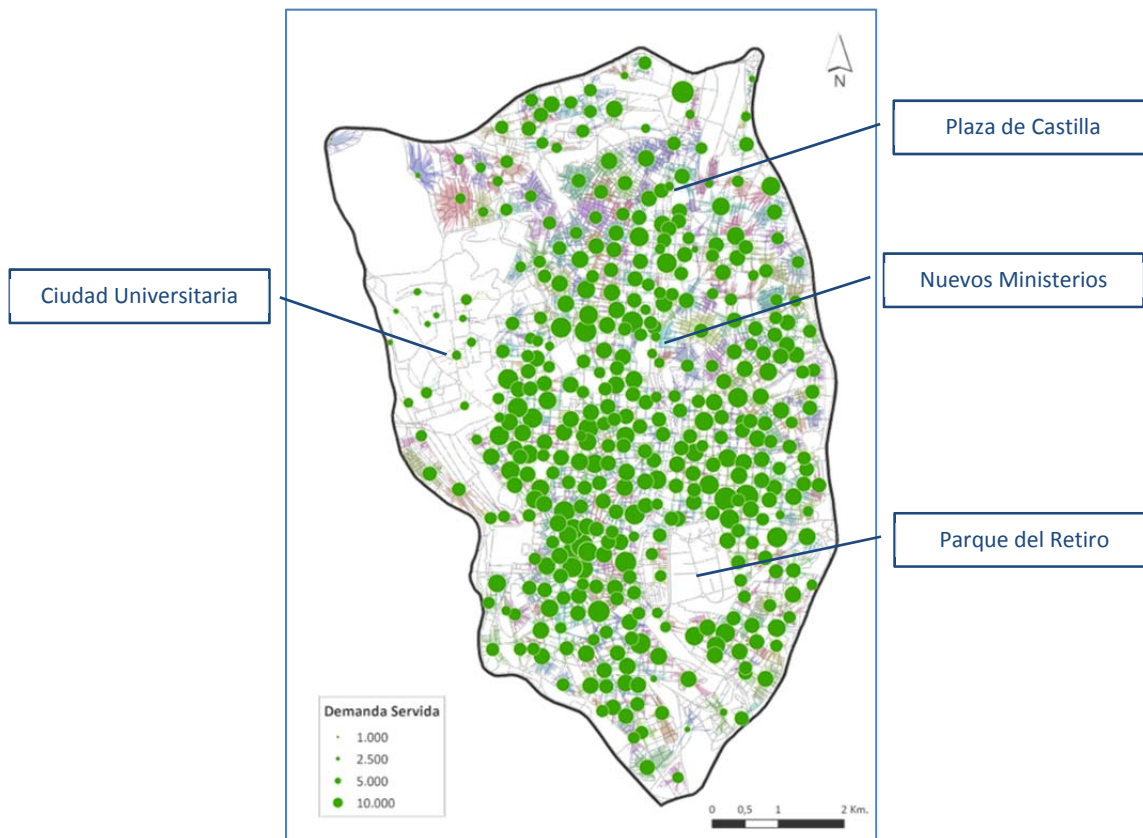 N
Plaza de Castilla
Ciudad Universitaria
Nuevos Ministerios
Parque del Retiro
Demanda Servida
1.000
2.500
5.000
10.000
0 0,5 1 2 Km.